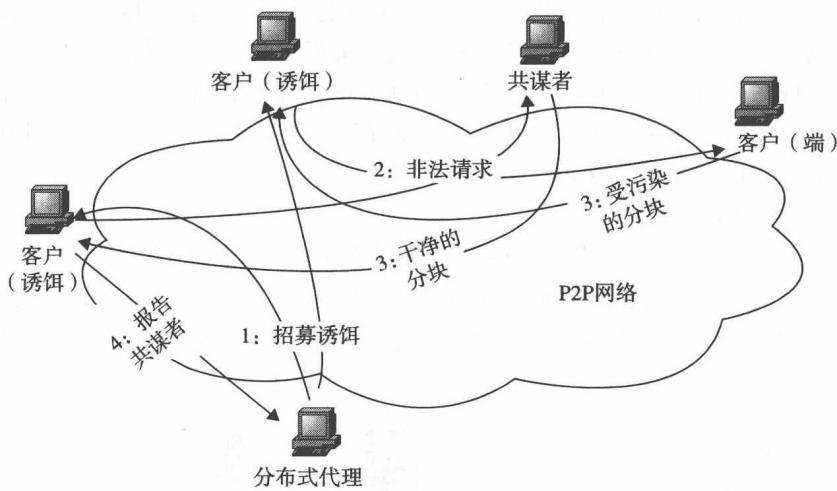 客户（诱饵）
共谋者
客户（端）
2：非法请求
3：受污染
的分块
客户
（诱饵）
3：干净的
分块
P2P网络
4：报告
共谋者
1：招募诱饵
分布式代理